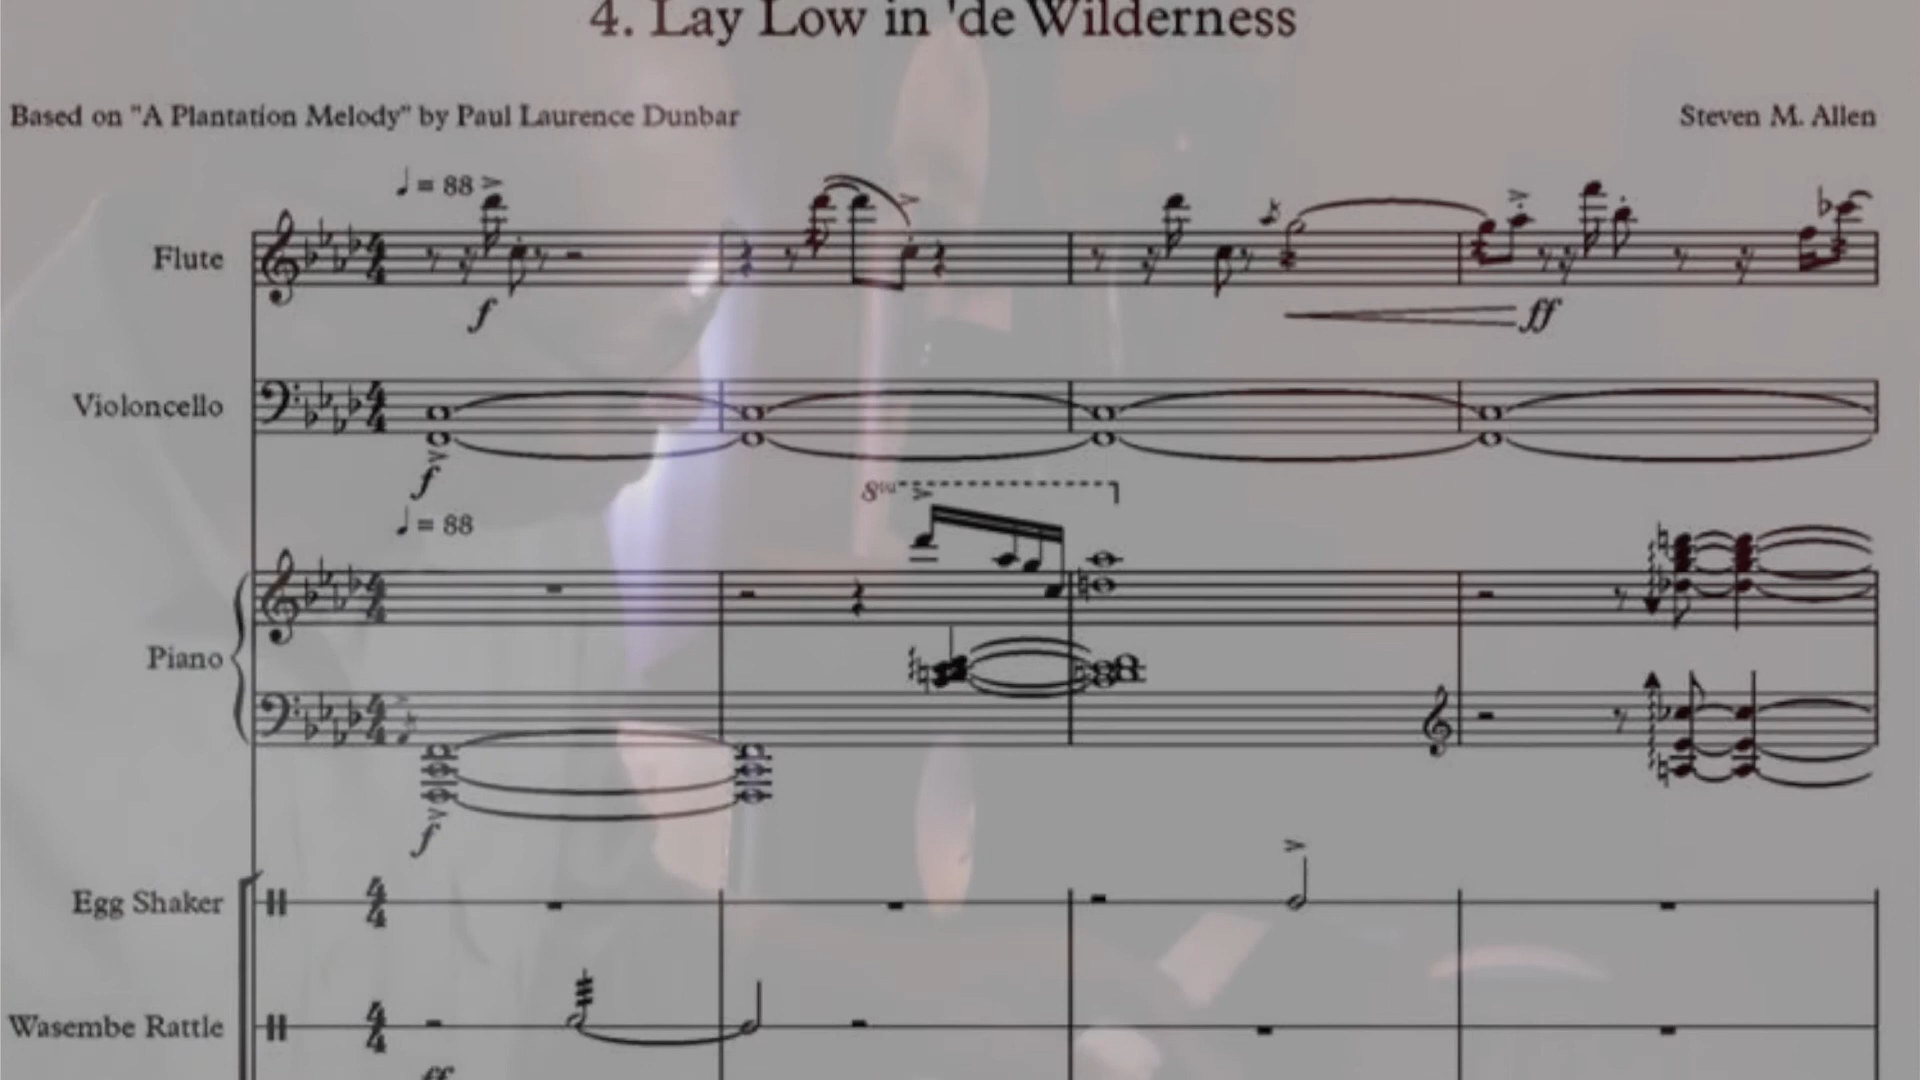 4. Lay Low in 'de Wilderness
Based on "A Plantation Melody" by Paul Laurence Dunbar
Steven M. Allen
♩ = 88
Flute
f
ff
Violoncello
f
8va
♩ = 88
Piano
f
Egg Shaker
Wasembe Rattle
ff